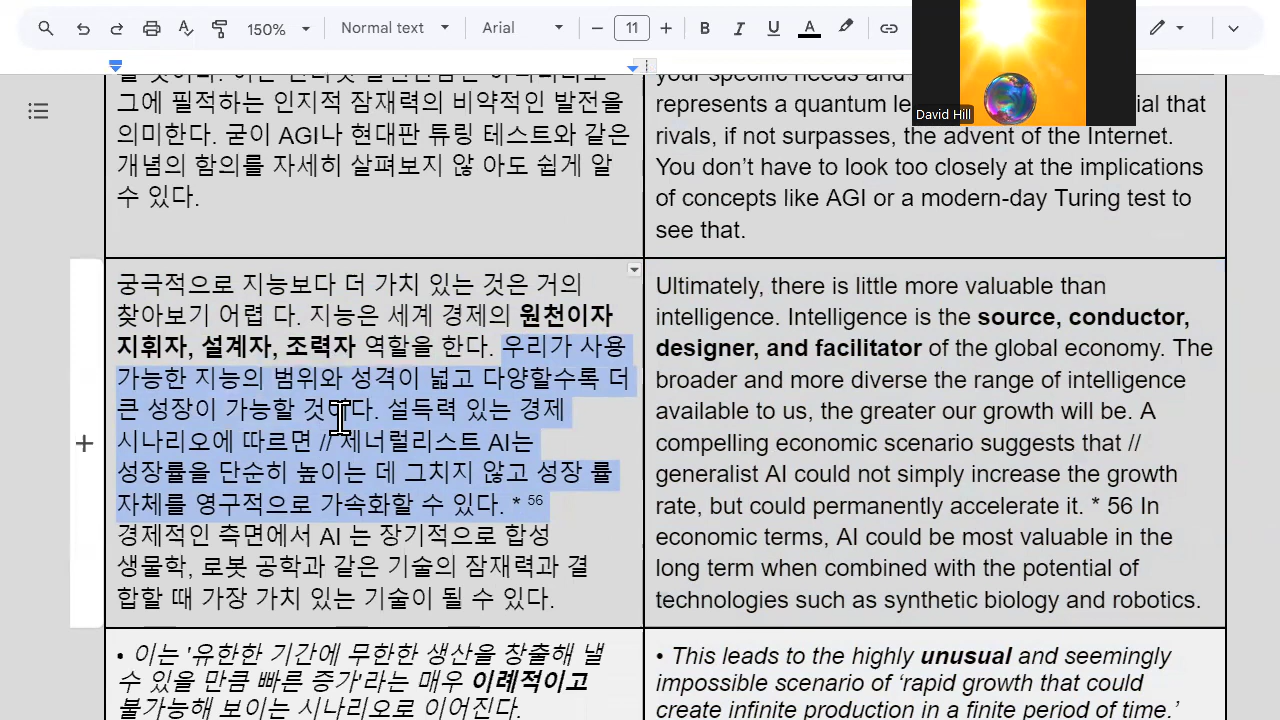 150% Normal text Arial 11 B I U A
David Hill
그에 필적하는 인지적 잠재력의 비약적인 발전을
의미한다. 굳이 AGI나 현대판 튜링 테스트와 같은
개념의 함의를 자세히 살펴보지 않 아도 쉽게 알
수 있다.
your specific needs and
represents a quantum le
ial that
rivals, if not surpasses, the advent of the Internet.
You don’t have to look too closely at the implications
of concepts like AGI or a modern-day Turing test to
see that.
궁극적으로 지능보다 더 가치 있는 것은 거의
찾아보기 어렵 다. 지능은 세계 경제의 원천이자
지휘자, 설계자, 조력자 역할을 한다. 우리가 사용
가능한 지능의 범위와 성격이 넓고 다양할수록 더
큰 성장이 가능할 것이다. 설득력 있는 경제
시나리오에 따르면 // 제너럴리스트 AI는
성장률을 단순히 높이는 데 그치지 않고 성장 률
자체를 영구적으로 가속화할 수 있다. * 56
경제적인 측면에서 AI 는 장기적으로 합성
생물학, 로봇 공학과 같은 기술의 잠재력과 결
합할 때 가장 가치 있는 기술이 될 수 있다.
Ultimately, there is little more valuable than
intelligence. Intelligence is the source, conductor,
designer, and facilitator of the global economy. The
broader and more diverse the range of intelligence
available to us, the greater our growth will be. A
compelling economic scenario suggests that //
generalist AI could not simply increase the growth
rate, but could permanently accelerate it. * 56 In
economic terms, AI could be most valuable in the
long term when combined with the potential of
technologies such as synthetic biology and robotics.
• 이는 '유한한 기간에 무한한 생산을 창출해 낼
수 있을 만큼 빠른 증가'라는 매우 이례적이고
불가능해 보이는 시나리오로 이어진다.
• This leads to the highly unusual and seemingly
impossible scenario of ‘rapid growth that could
create infinite production in a finite period of time.’